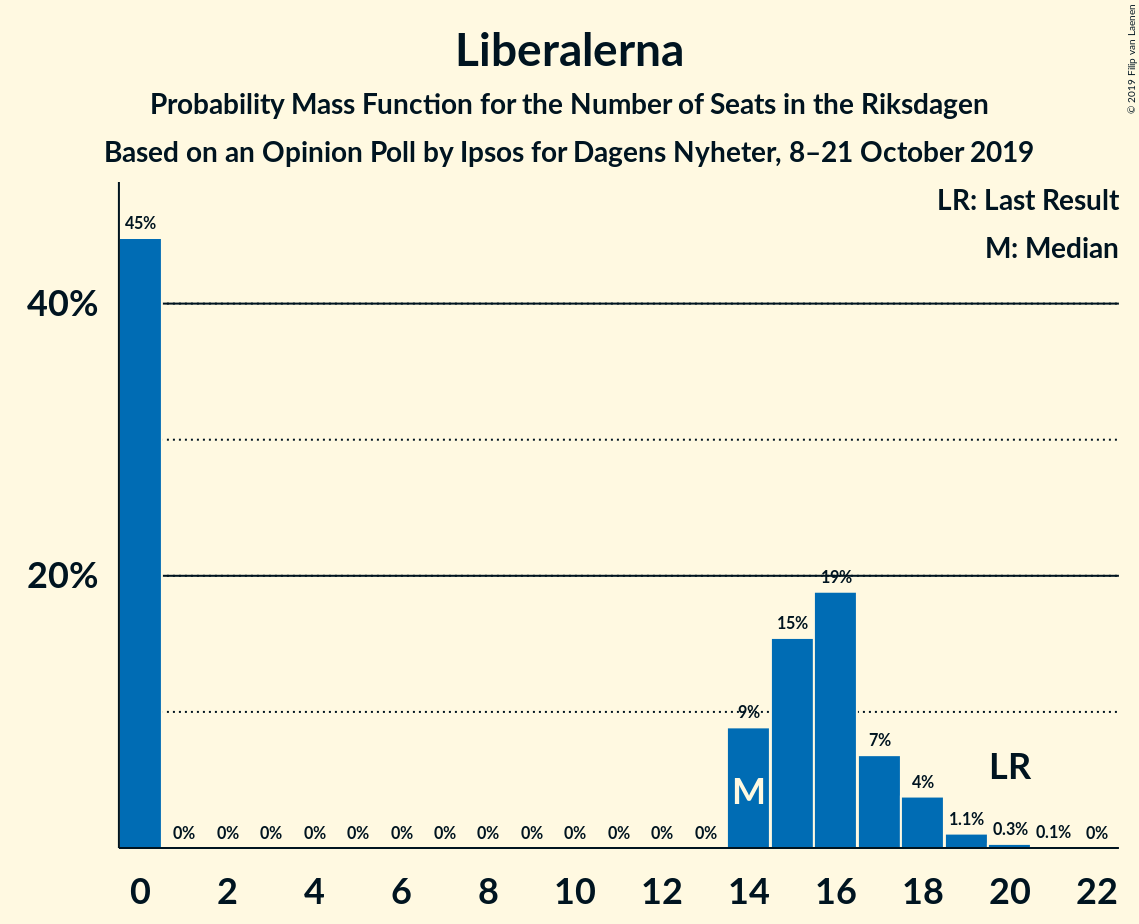 Liberalerna
Probability Mass Function for the Number of Seats in the Riksdagen
Based on an Opinion Poll by Ipsos for Dagens Nyheter, 8–21 October 2019
© 2019 Filip van Laenen
LR: Last Result
M: Median
45%
40%
20%
19%
15%
9%
7%
LR
M
4%
0% 0% 0% 0% 0% 0% 0% 0% 0% 0% 0% 0% 0% 1.1% 0.3% 0.1% 0%
0 2 4 6 8 10 12 14 16 18 20 22